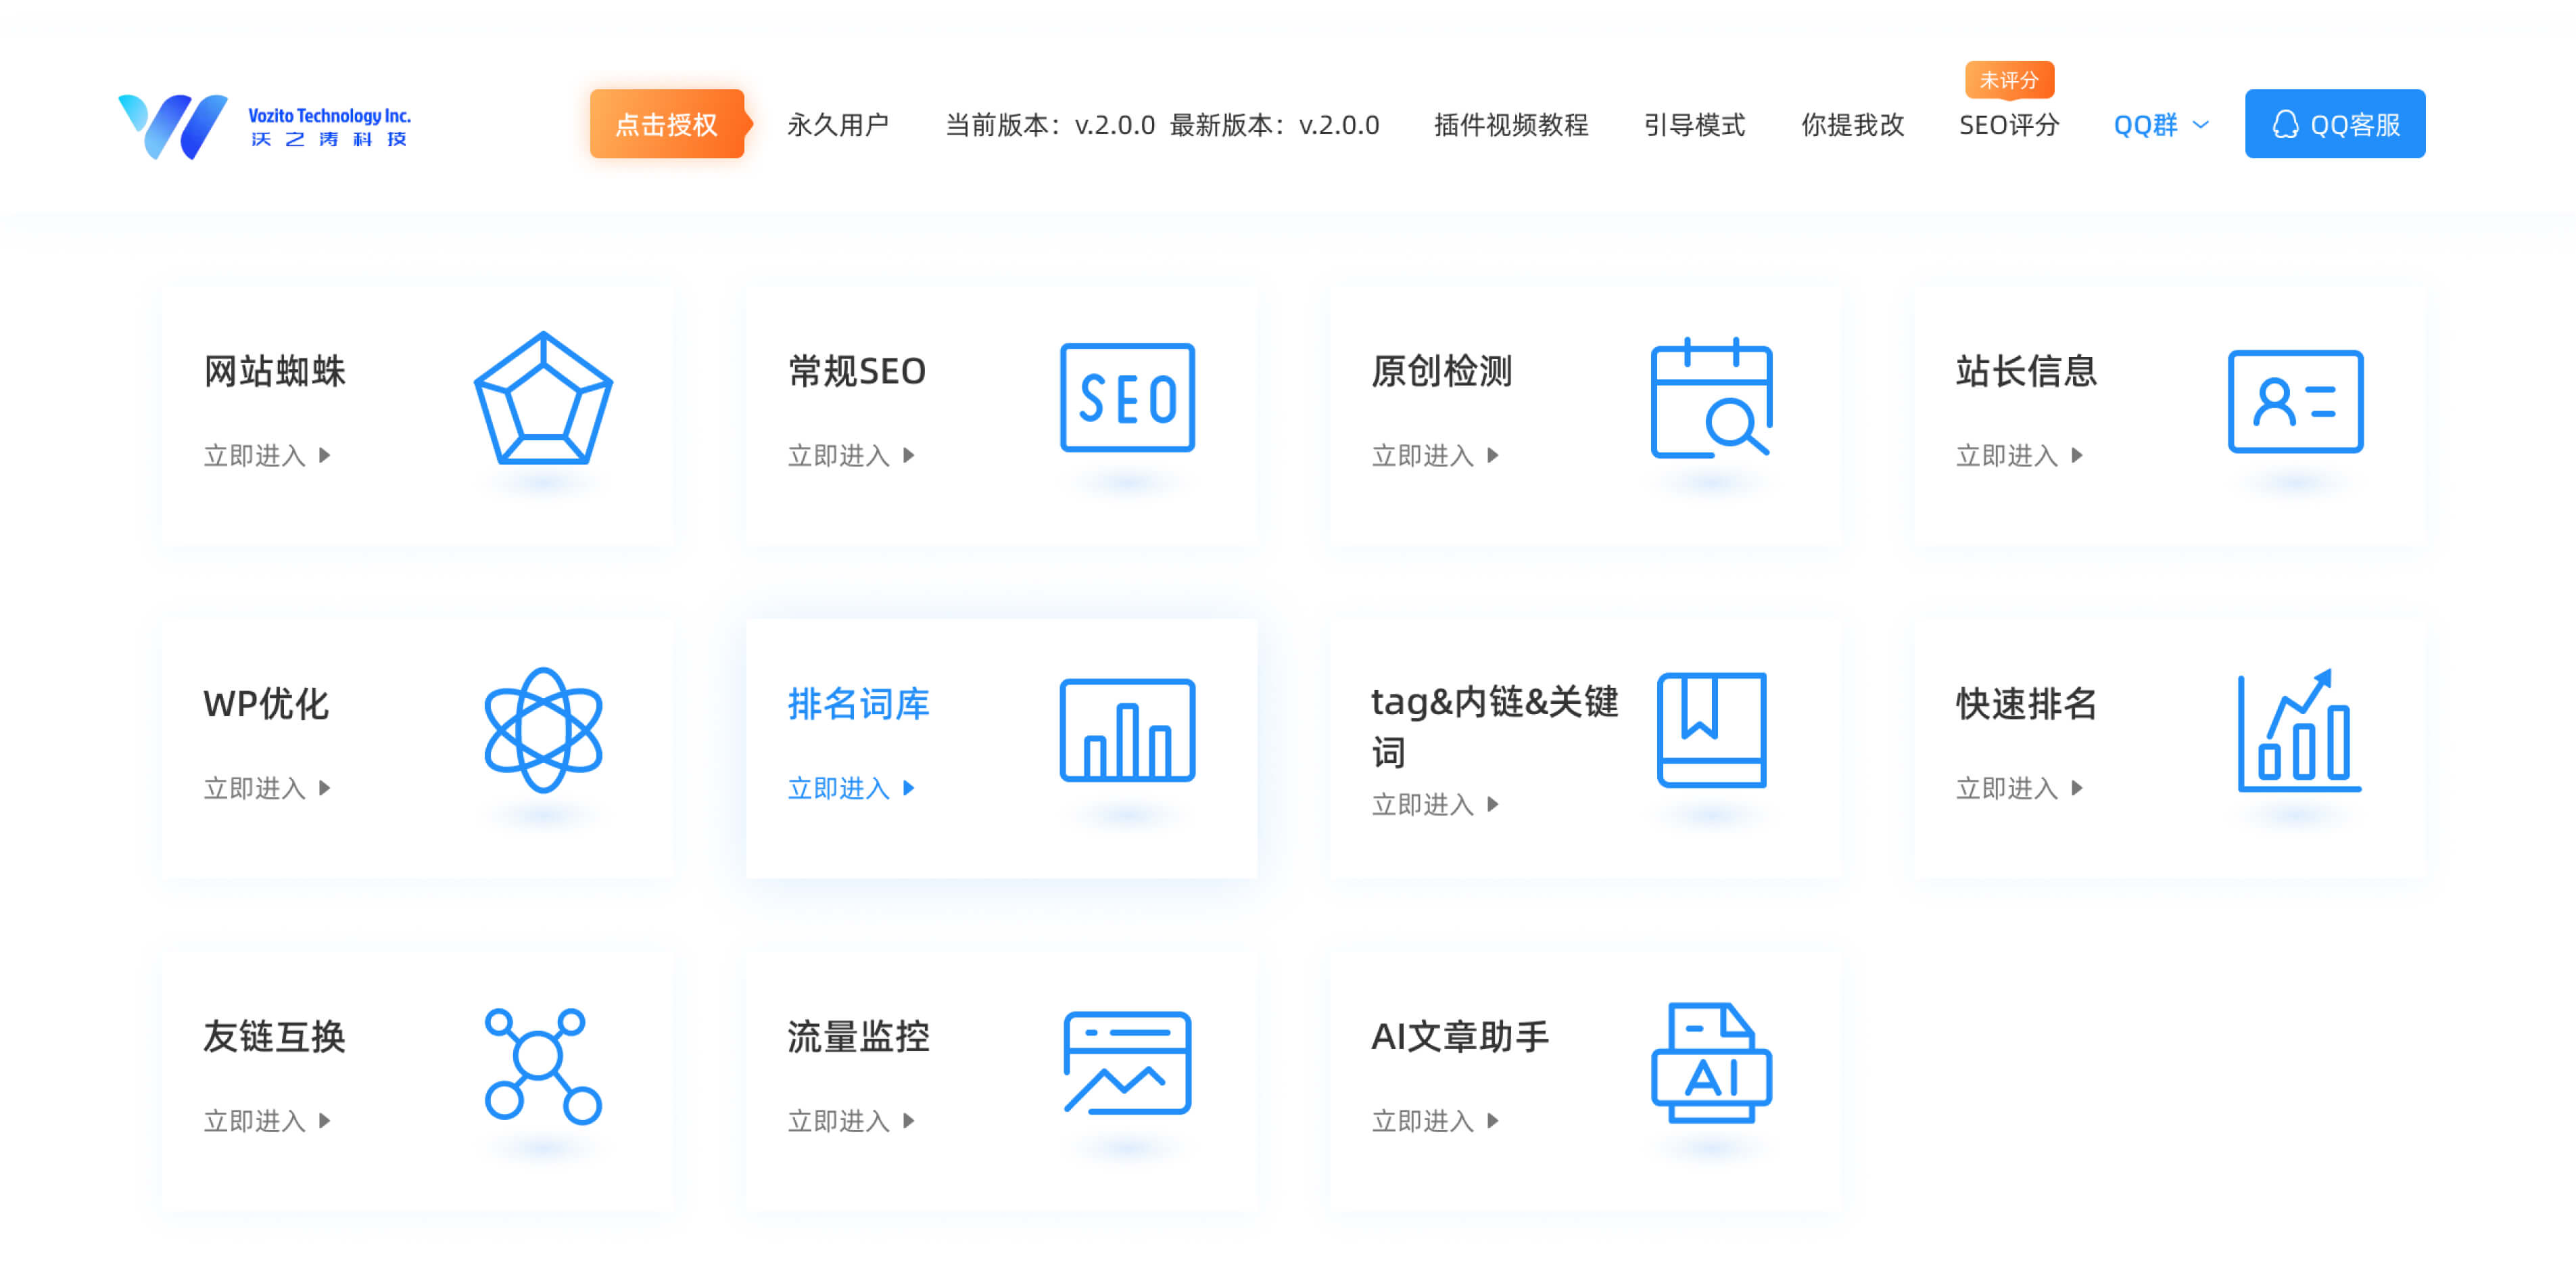 Vozito Technology Inc.
沃之涛科技
点击授权
永久用户
当前版本：v.2.0.0 最新版本：v.2.0.0
插件视频教程
引导模式
你提我改
未评分
SEO评分
QQ群
QQ客服
网站蜘蛛
立即进入
常规SEO
立即进入
SEO
原创检测
立即进入
站长信息
立即进入
WP优化
立即进入
排名词库
立即进入
tag&内链&关键
词
立即进入
快速排名
立即进入
友链互换
立即进入
流量监控
立即进入
AI文章助手
立即进入
AI